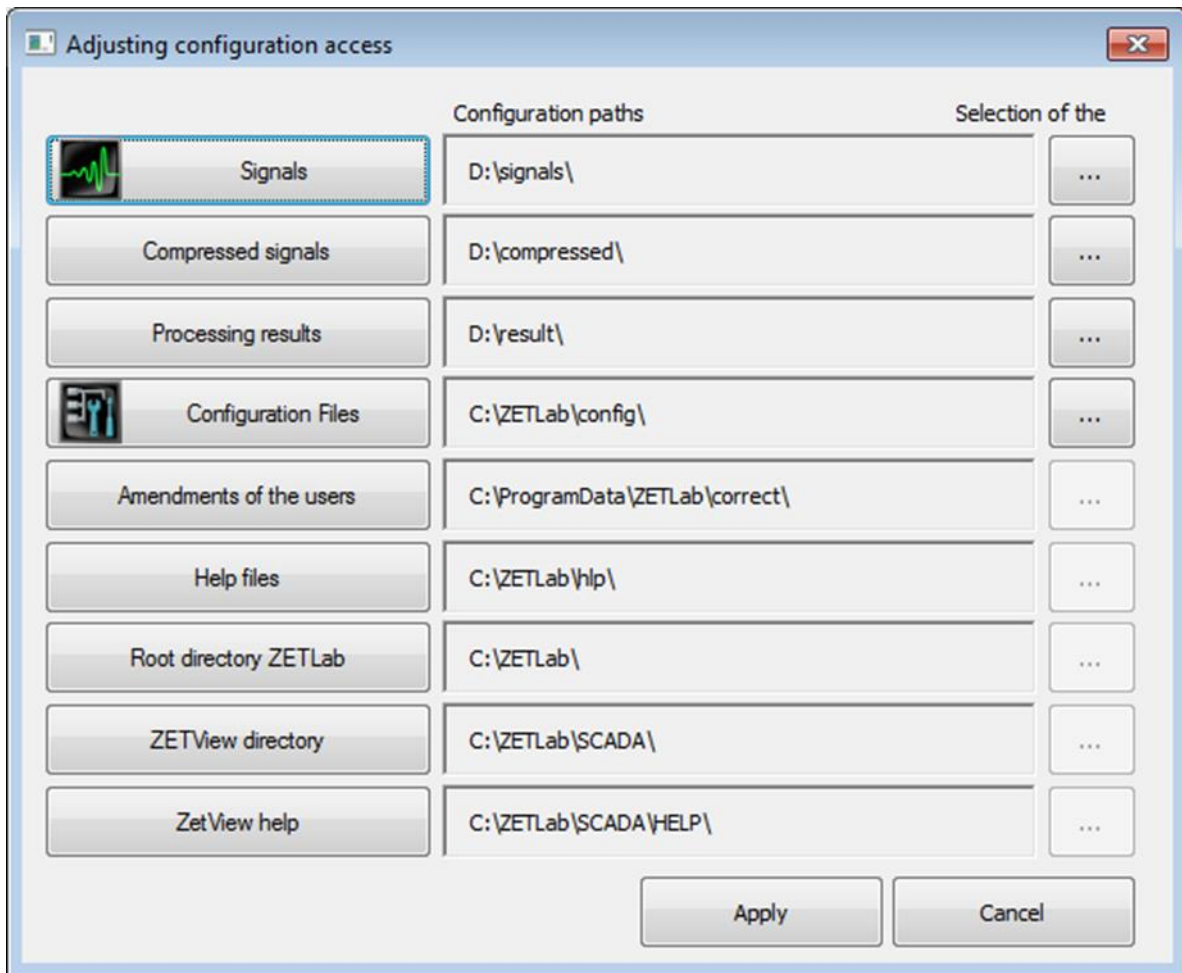 Adjusting configuration access
Configuration paths Selection of the
Signals D:\signals\ ...
Compressed signals D:\compressed\ ...
Processing results D:\result\ ...
Configuration Files C:\ZETLab\config\ ...
Amendments of the users C:\ProgramData\ZETLab\correct\ ...
Help files C:\ZETLab\hlp\ ...
Root directory ZETLab C:\ZETLab\ ...
ZETView directory C:\ZETLab\SCADA\ ...
ZetView help C:\ZETLab\SCADA\HELP\ ...
Apply Cancel